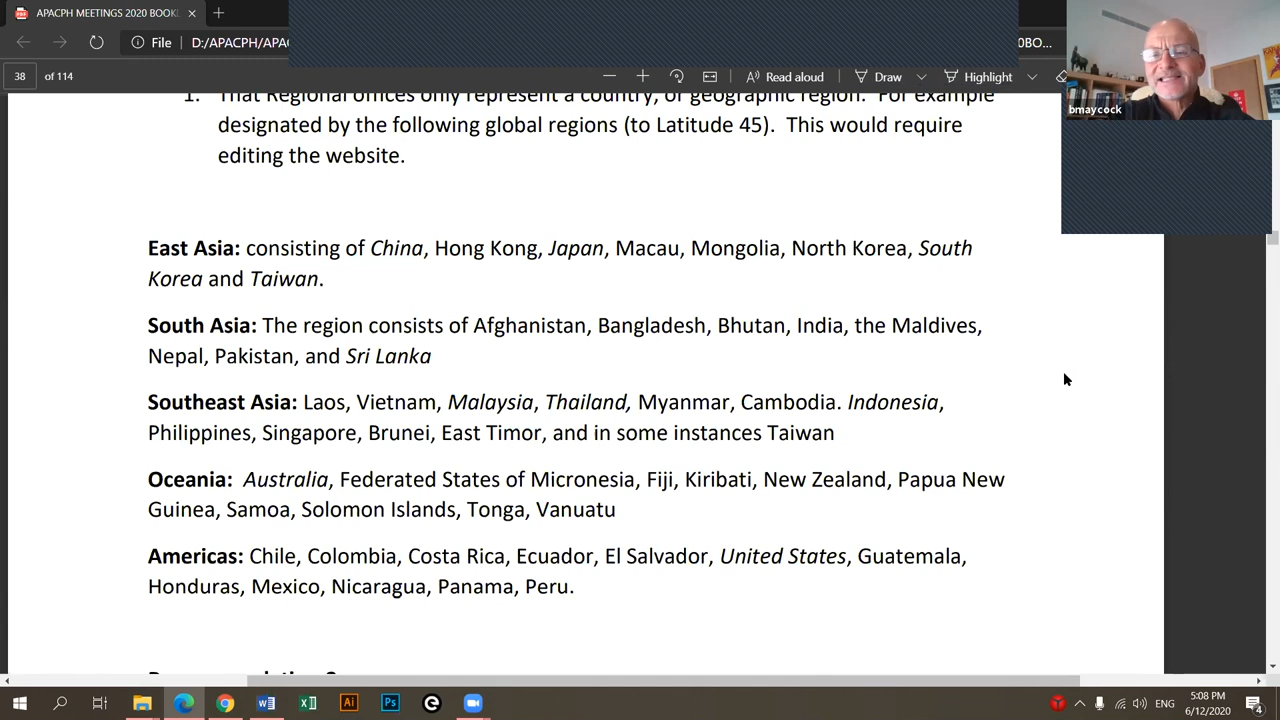 APACPH MEETINGS 2020 BOOK
File D:/APACPH/APAC 0BO...
38 of 114 Read aloud Draw Highlight
bmaycock
1. That Regional offices only represent a country, or geographic region. For example
designated by the following global regions (to Latitude 45). This would require
editing the website.
East Asia: consisting of China, Hong Kong, Japan, Macau, Mongolia, North Korea, South
Korea and Taiwan.
South Asia: The region consists of Afghanistan, Bangladesh, Bhutan, India, the Maldives,
Nepal, Pakistan, and Sri Lanka
Southeast Asia: Laos, Vietnam, Malaysia, Thailand, Myanmar, Cambodia. Indonesia,
Philippines, Singapore, Brunei, East Timor, and in some instances Taiwan
Oceania: Australia, Federated States of Micronesia, Fiji, Kiribati, New Zealand, Papua New
Guinea, Samoa, Solomon Islands, Tonga, Vanuatu
Americas: Chile, Colombia, Costa Rica, Ecuador, El Salvador, United States, Guatemala,
Honduras, Mexico, Nicaragua, Panama, Peru.
Ai Ps ENG 5:08 PM
6/12/2020 4